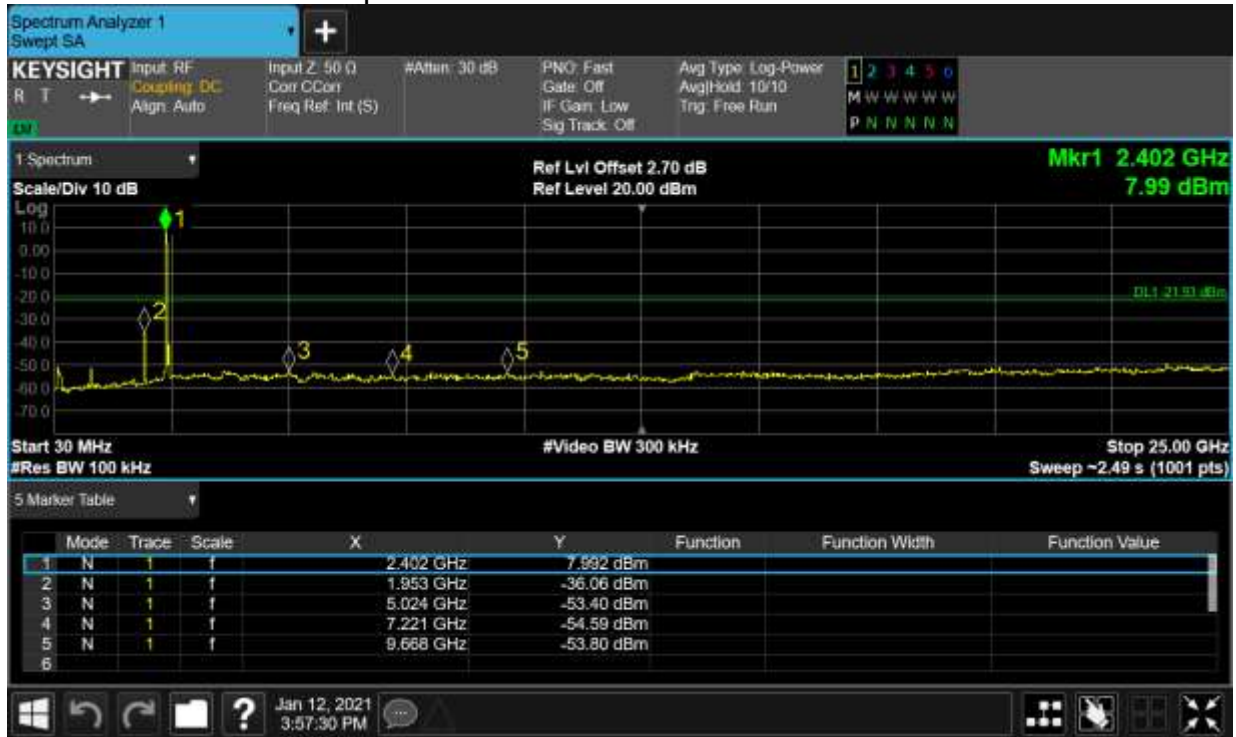 Spectrum Analyzer 1
Swept SA
+
KEYSIGHT Input: RF Input Z: 50 Ω #Atten: 30 dB PNO: Fast Avg Type: Log-Power 1 2 3 4 5 6
R T Coupling: DC Corr CCorr Gate: Off Avg|Hold: 10/10 M W W W W W
Align: Auto Freq Ref: Int (S) IF Gain: Low Trig: Free Run
Sig Track: Off P N N N N N
1 Spectrum Ref Lvl Offset 2.70 dB Mkr1 2.402 GHz
Scale/Div 10 dB Ref Level 20.00 dBm 7.99 dBm
Log
10.0 1
0.00
-10.0
-20.0 DL1 -21.93 dBm
-30.0 2
-40.0 3 4 5
-50.0
-60.0
-70.0
Start 30 MHz #Video BW 300 kHz Stop 25.00 GHz
#Res BW 100 kHz Sweep ~2.49 s (1001 pts)
5 Marker Table
Mode Trace Scale X Y Function Function Width Function Value
1 N 1 f 2.402 GHz 7.992 dBm
2 N 1 f 1.953 GHz -36.06 dBm
3 N 1 f 5.024 GHz -53.40 dBm
4 N 1 f 7.221 GHz -54.59 dBm
5 N 1 f 9.668 GHz -53.80 dBm
6
? Jan 12, 2021
3:57:30 PM